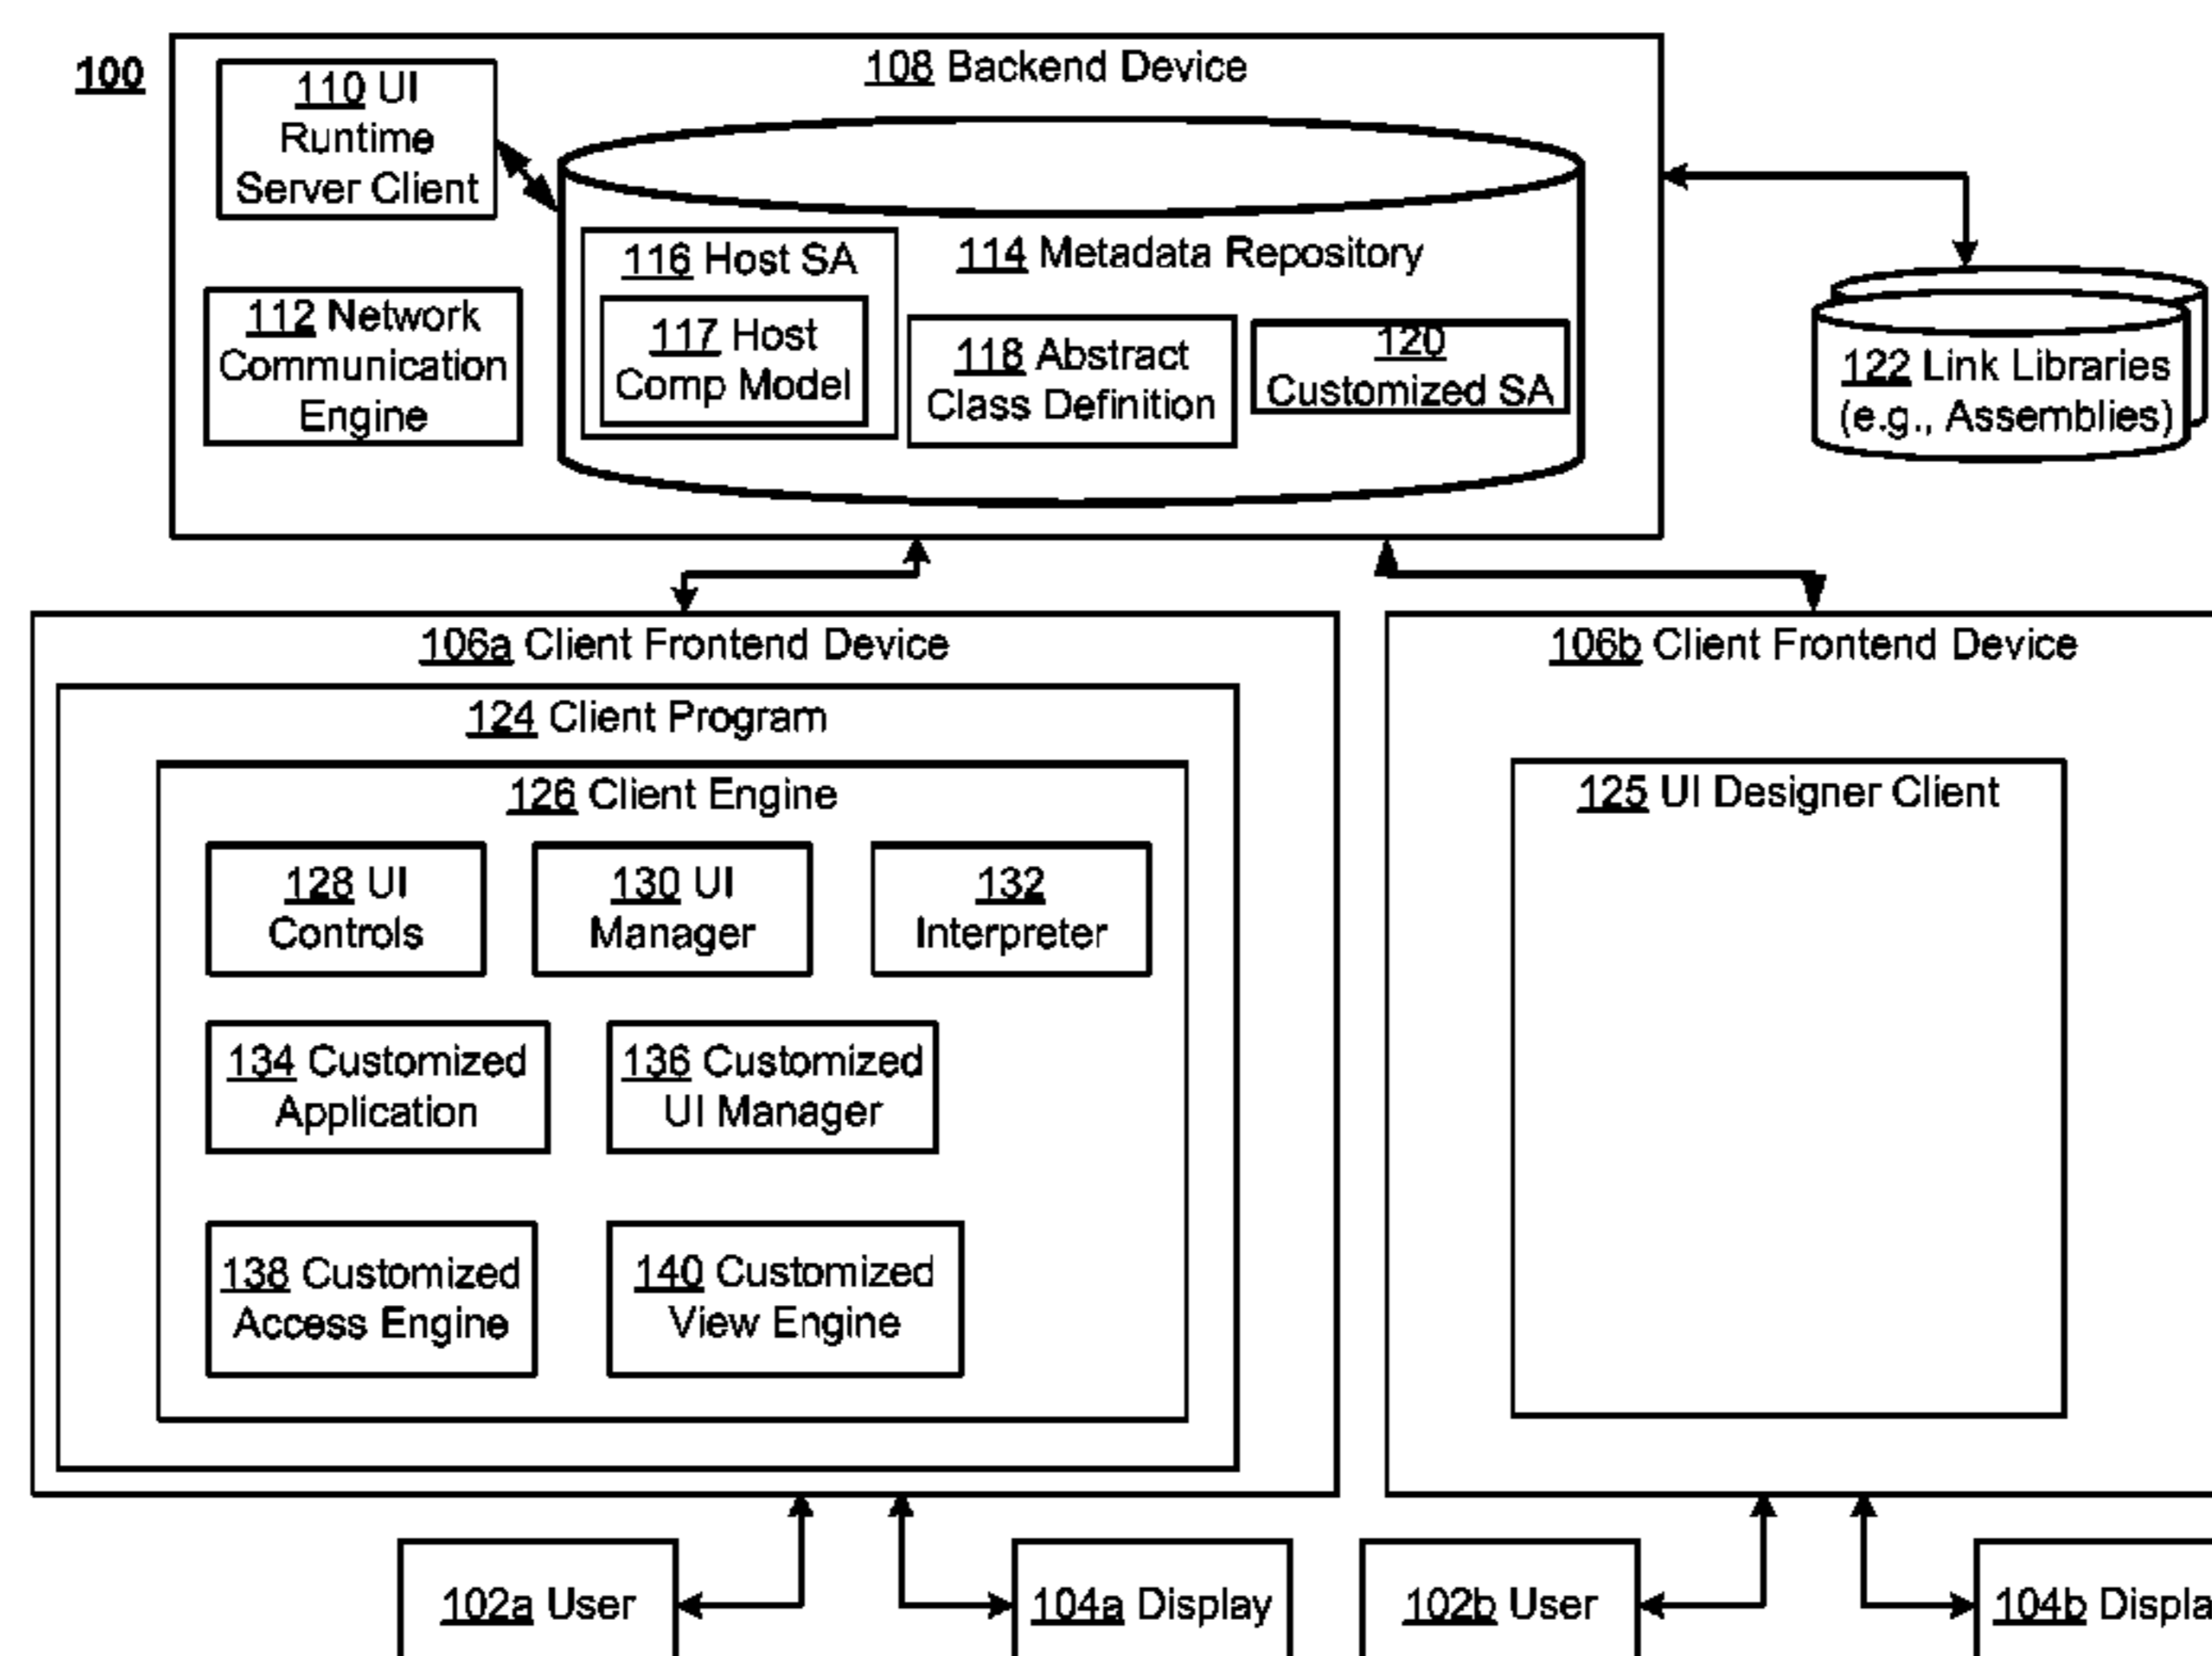 100
108 Backend Device
110 UI
Runtime
Server Client
112 Network
Communication
Engine
114 Metadata Repository
116 Host SA
117 Host
Comp Model
118 Abstract
Class Definition
120
Customized SA
122 Link Libraries
(e.g., Assemblies)
106a Client Frontend Device
124 Client Program
126 Client Engine
128 UI
Controls
130 UI
Manager
132
Interpreter
134 Customized
Application
136 Customized
UI Manager
138 Customized
Access Engine
140 Customized
View Engine
106b Client Frontend Device
125 UI Designer Client
102a User
104a Display
102b User
104b Displa